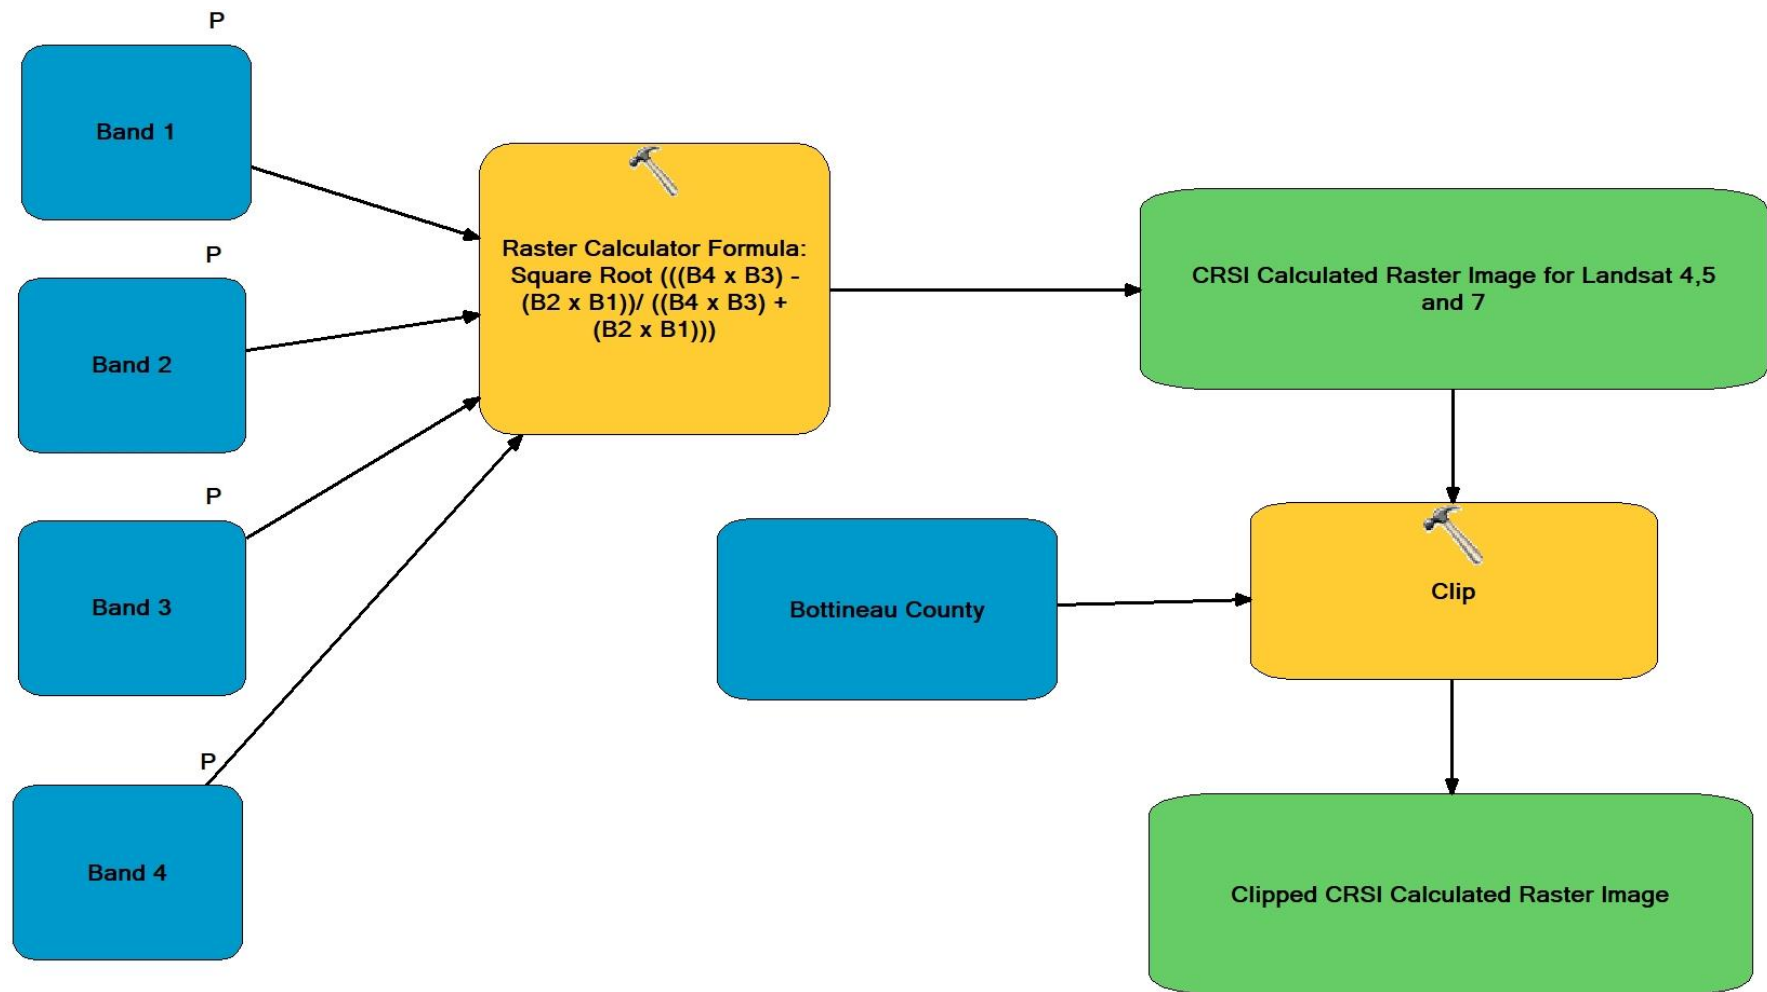 P
Band 1
P
Band 2
P
Band 3
P
Band 4
Raster Calculator Formula:
Square Root (((B4 x B3) -
(B2 x B1))/ ((B4 x B3) +
(B2 x B1)))
CRSI Calculated Raster Image for Landsat 4,5
and 7
Bottineau County
Clip
Clipped CRSI Calculated Raster Image